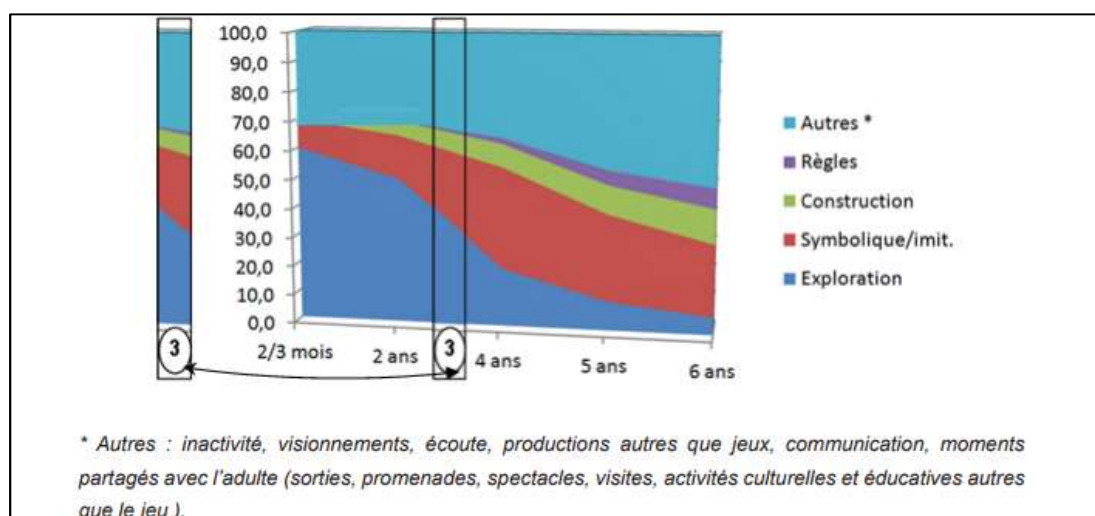 100,0
90,0
80,0
70,0
60,0
50,0
40,0
30,0
20,0
10,0
0,0
3
3
2/3 mois
2 ans
4 ans
5 ans
6 ans
Autres *
Règles
Construction
Symbolique/imit.
Exploration
* Autres : inactivité, visionnements, écoute, productions autres que jeux, communication, moments
partagés avec l'adulte (sorties, promenades, spectacles, visites, activités culturelles et éducatives autres
que le jeu ).